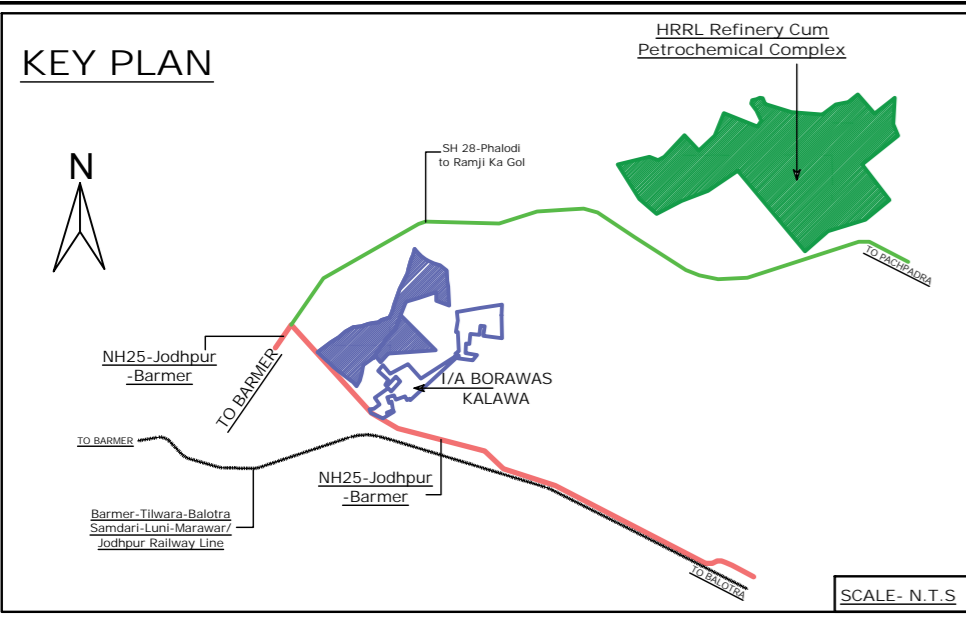 KEY PLAN
HRRL Refinery Cum
Petrochemical Complex
N
SH 28-Phalodi
to Ramji Ka Gol
TO PACHPADRA
NH25-Jodhpur
-Barmer
TO BARMER
I/A BORAWAS
KALAWA
TO BARMER
NH25-Jodhpur
-Barmer
Barmer-Tilwara-Balotra
Samdari-Luni-Marawar/
Jodhpur Railway Line
TO BALOTRA
SCALE- N.T.S